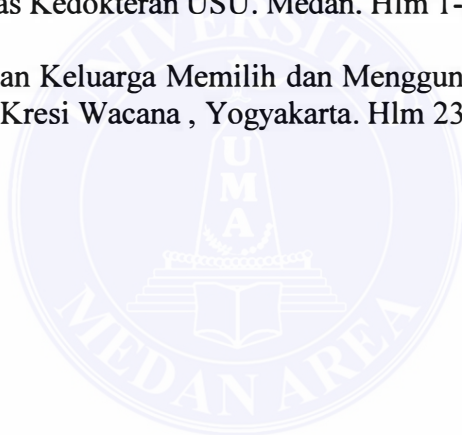 as Kedokteran USU. Medan. Hlm 1-
an Keluarga Memilih dan Menggun
Kresi Wacana , Yogyakarta. Hlm 23
UNIVERSITAS
UMA
MEDAN AREA